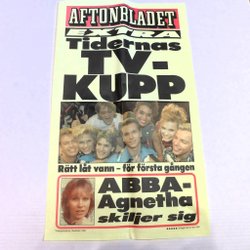 AFTONBLADET
EXTRA
Tidernas
TV-
KUPP
Rätt låt vann – för första gången
ABBA-
Agnetha
skiljer sig